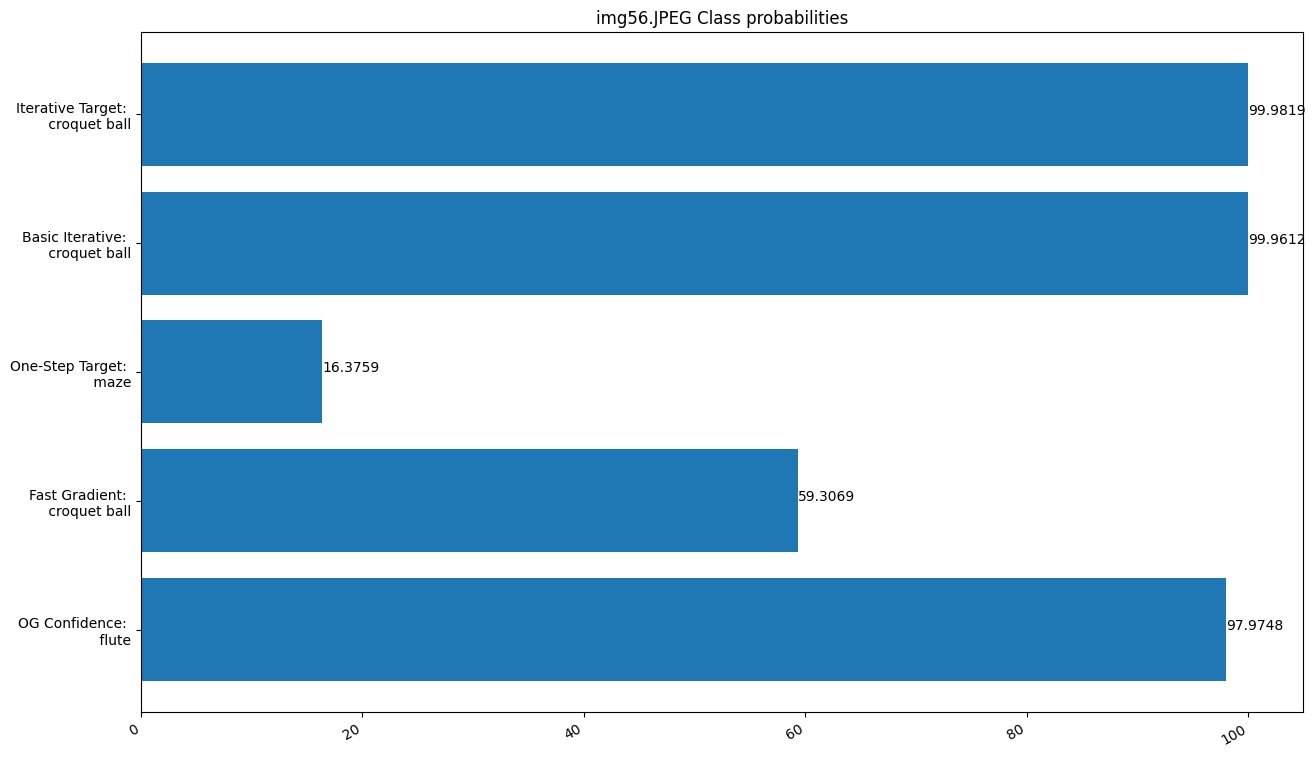 img56.JPEG Class probabilities
Iterative Target:
croquet ball
99.9819
Basic Iterative:
croquet ball
99.9612
One-Step Target:
maze
16.3759
Fast Gradient:
croquet ball
59.3069
OG Confidence:
flute
97.9748
0
20
40
60
80
100